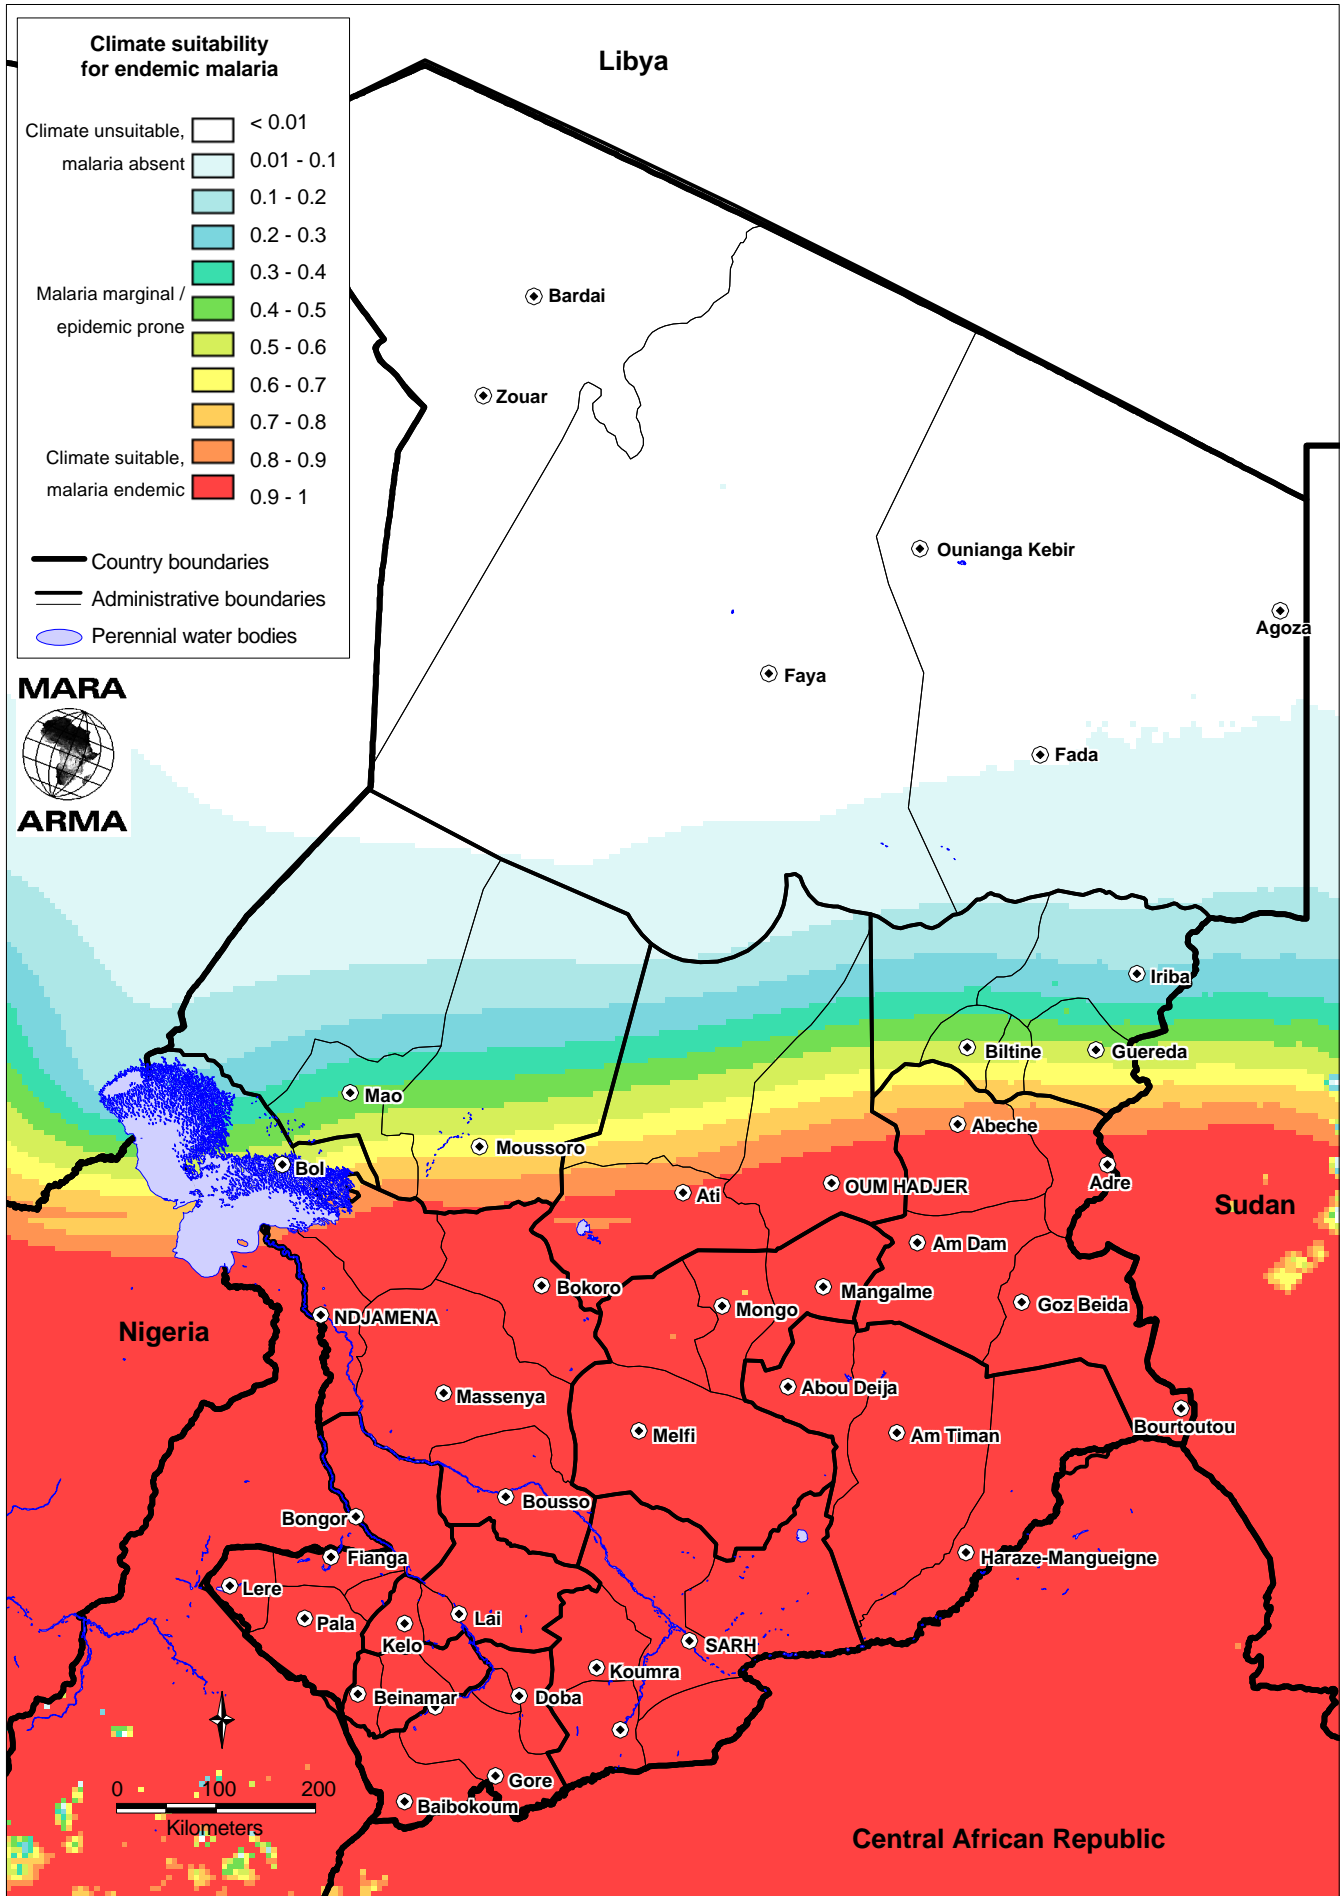 Climate suitability
for endemic malaria
Climate unsuitable,
malaria absent
Malaria marginal /
epidemic prone
Climate suitable,
malaria endemic
< 0.01
0.01 - 0.1
0.1 - 0.2
0.2 - 0.3
0.3 - 0.4
0.4 - 0.5
0.5 - 0.6
0.6 - 0.7
0.7 - 0.8
0.8 - 0.9
0.9 - 1
Country boundaries
Administrative boundaries
Perennial water bodies
MARA
ARMA
Libya
Bardai
Zouar
Ounianga Kebir
Agoza
Faya
Fada
Iriba
Biltine
Guereda
Mao
Abeche
Moussoro
Bol
Adre
OUM HADJER
Ati
Sudan
Am Dam
Bokoro
Mangalme
Mongo
Goz Beida
NDJAMENA
Nigeria
Abou Deija
Massenya
Melfi
Am Timan
Bourtoutou
Bousso
Bongor
Fianga
Haraze-Mangueigne
Lere
Pala
Lai
Kelo
SARH
Koumra
Beinamar
Doba
Gore
Baibokoum
0 100 200
Kilometers
Central African Republic